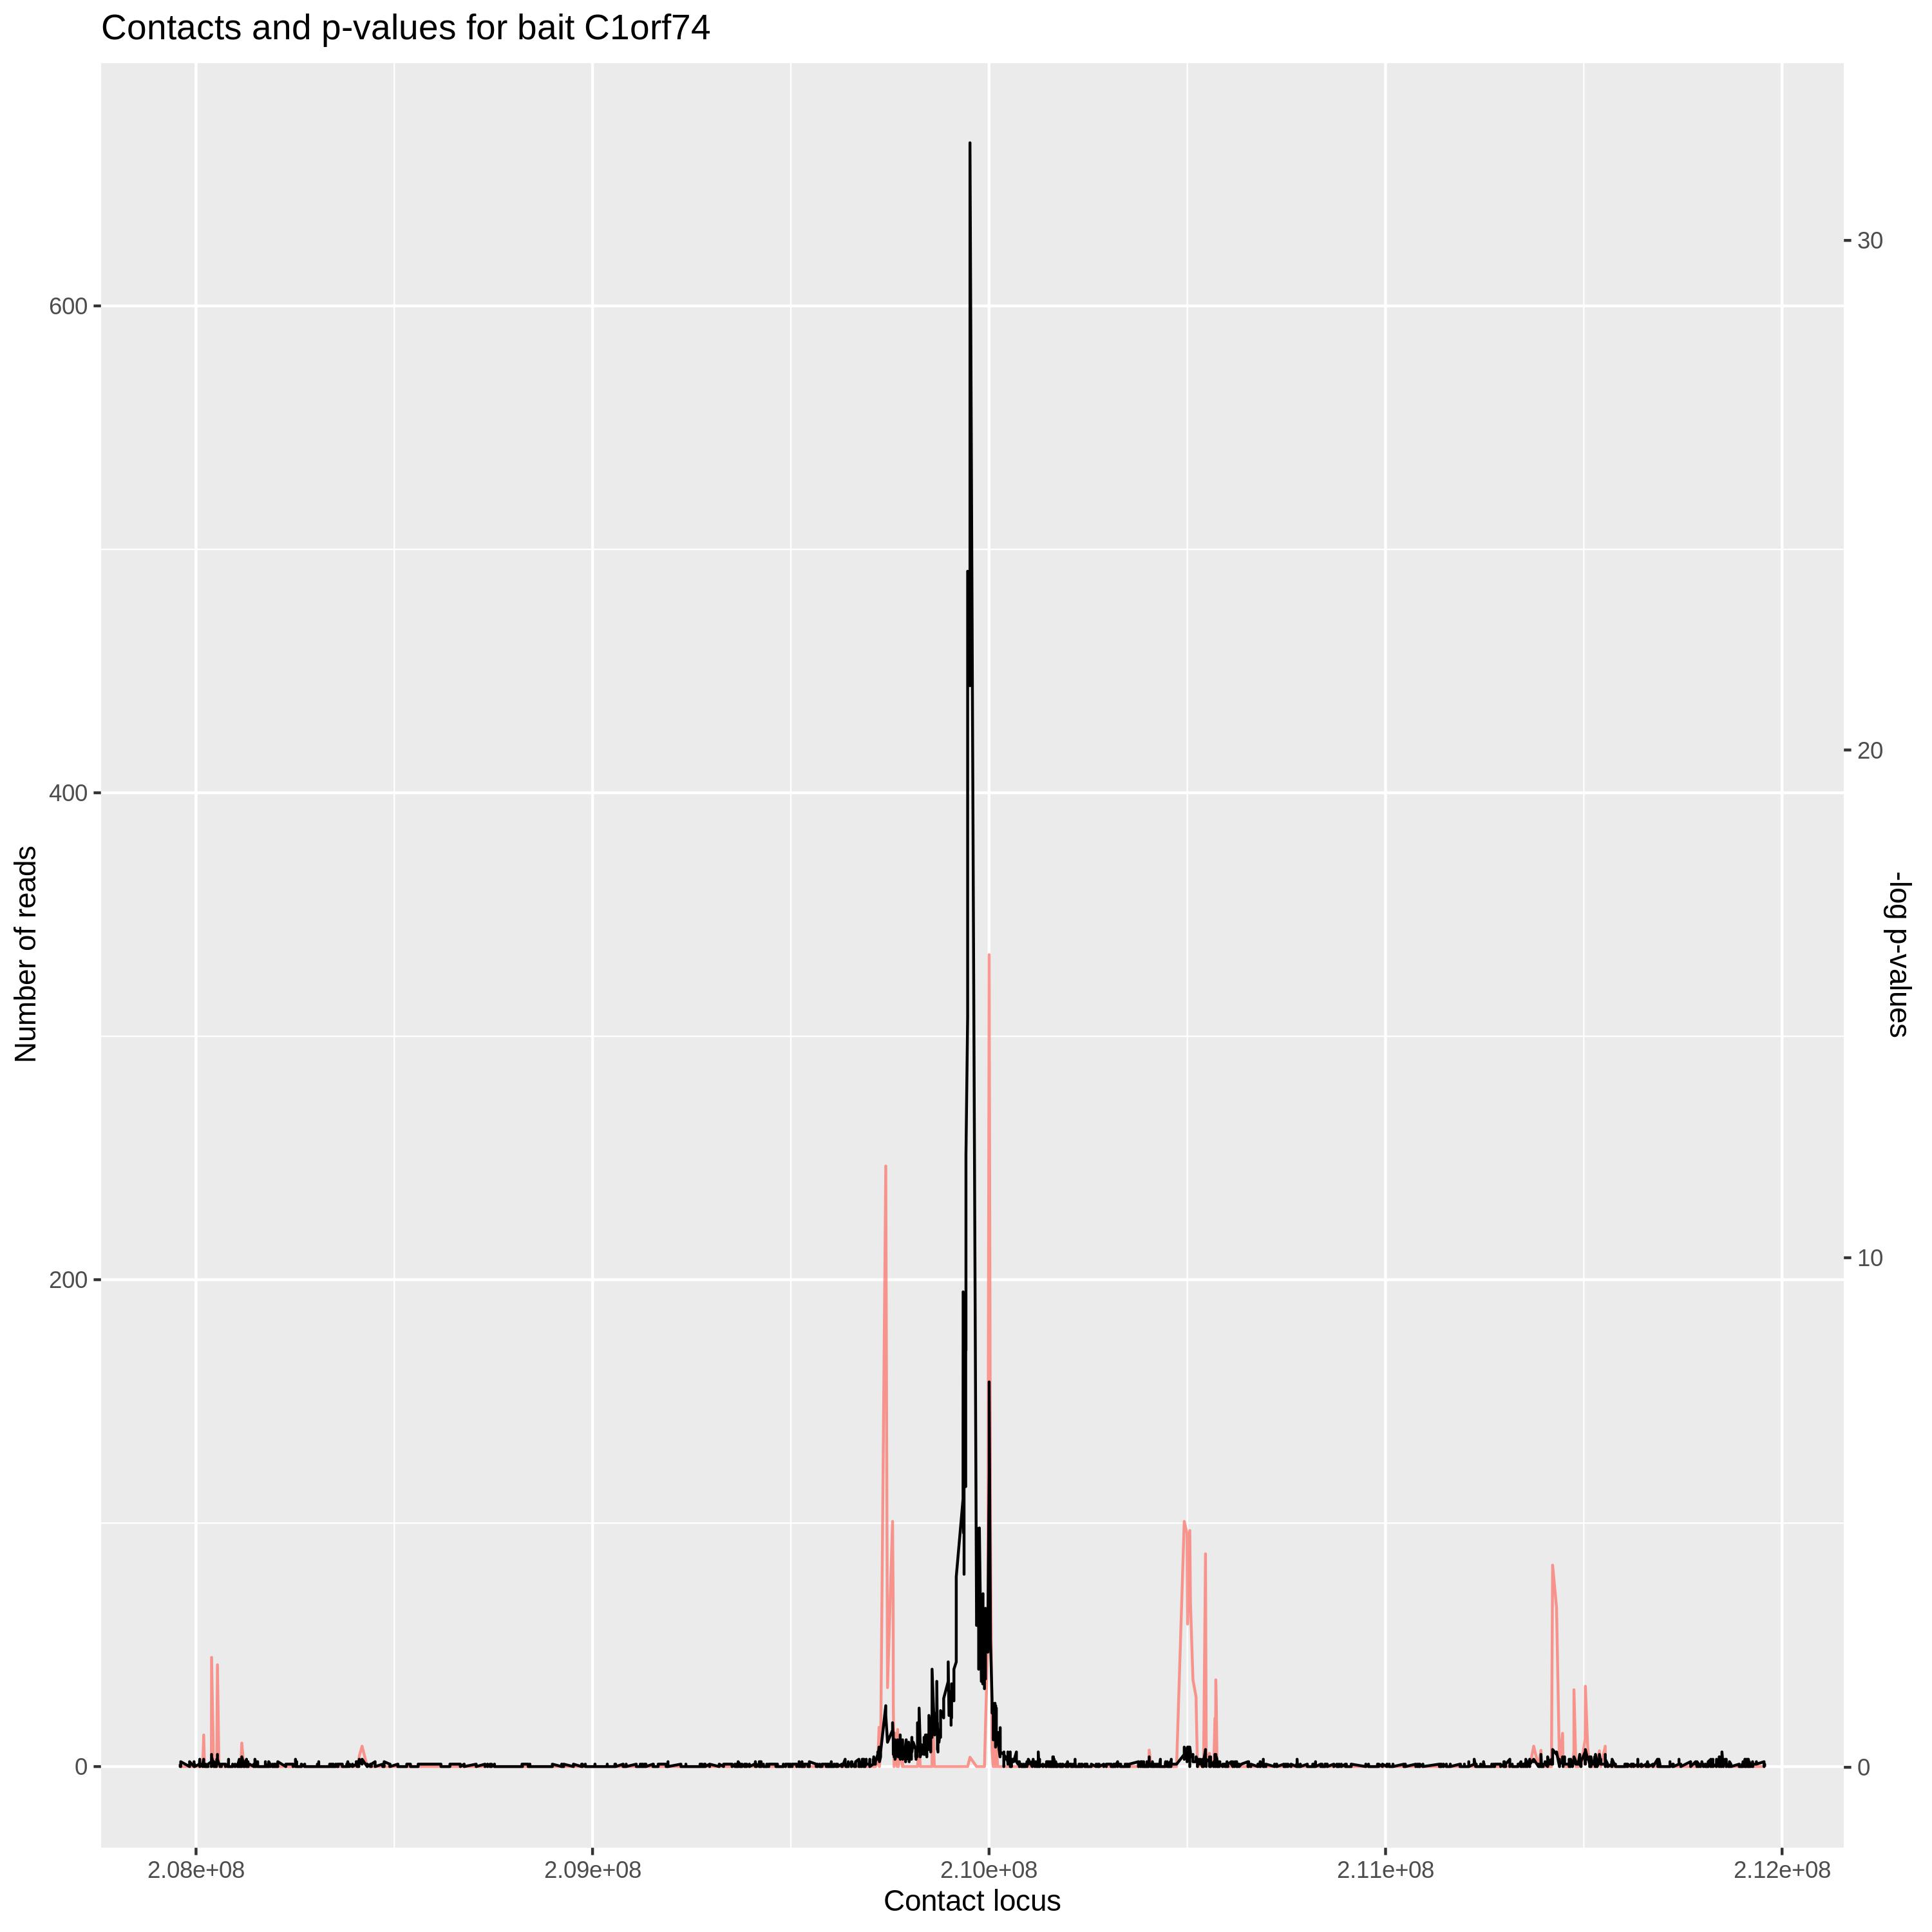 Contacts and p-values for bait C1orf74
600
400
200
0
Number of reads
30
20
10
0
-log p-values
2.08e+08 2.09e+08 2.10e+08 2.11e+08 2.12e+08
Contact locus